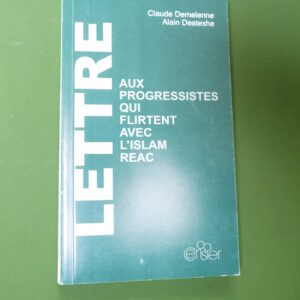 Claude Demelenne
Alain Destexhe
LETTRE
AUX
PROGRESSISTES
QUI
FLIRTENT
AVEC
L'ISLAM
REAC